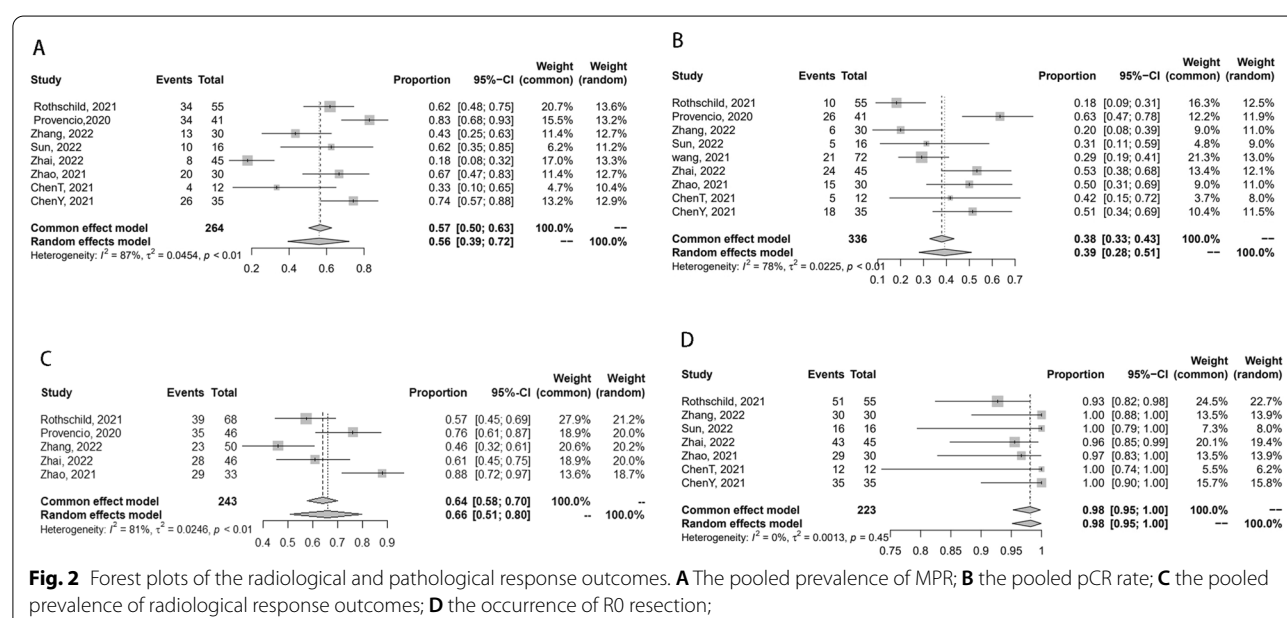 A
Weight Weight
Study Events Total Proportion 95%−CI (common) (random)
Rothschild, 2021 34 55 0.62 [0.48; 0.75] 20.7% 13.6%
Provencio,2020 34 41 0.83 [0.68; 0.93] 15.5% 13.2%
Zhang, 2022 13 30 0.43 [0.25; 0.63] 11.4% 12.7%
Sun, 2022 10 16 0.62 [0.35; 0.85] 6.2% 11.2%
Zhai, 2022 8 45 0.18 [0.08; 0.32] 17.0% 13.3%
Zhao, 2021 20 30 0.67 [0.47; 0.83] 11.4% 12.7%
ChenT, 2021 4 12 0.33 [0.10; 0.65] 4.7% 10.4%
ChenY, 2021 26 35 0.74 [0.57; 0.88] 13.2% 12.9%
Common effect model 264 0.57 [0.50; 0.63] 100.0% −−
Random effects model 0.56 [0.39; 0.72] −− 100.0%
Heterogeneity: I² = 87%, τ² = 0.0454, p < 0.01
0.2 0.4 0.6 0.8
B
Weight Weight
Study Events Total Proportion 95%−CI (common) (random)
Rothschild, 2021 10 55 0.18 [0.09; 0.31] 16.3% 12.5%
Provencio, 2020 26 41 0.63 [0.47; 0.78] 12.2% 11.9%
Zhang, 2022 6 30 0.20 [0.08; 0.39] 9.0% 11.0%
Sun, 2022 5 16 0.31 [0.11; 0.59] 4.8% 9.0%
wang, 2021 21 72 0.29 [0.19; 0.41] 21.3% 13.0%
Zhai, 2022 24 45 0.53 [0.38; 0.68] 13.4% 12.1%
Zhao, 2021 15 30 0.50 [0.31; 0.69] 9.0% 11.0%
ChenT, 2021 5 12 0.42 [0.15; 0.72] 3.7% 8.0%
ChenY, 2021 18 35 0.51 [0.34; 0.69] 10.4% 11.5%
Common effect model 336 0.38 [0.33; 0.43] 100.0% −−
Random effects model 0.39 [0.28; 0.51] −− 100.0%
Heterogeneity: I² = 78%, τ² = 0.0225, p < 0.01
0.1 0.2 0.3 0.4 0.5 0.6 0.7
C
Weight Weight
Study Events Total Proportion 95%-CI (common) (random)
Rothschild, 2021 39 68 0.57 [0.45; 0.69] 27.9% 21.2%
Provencio, 2020 35 46 0.76 [0.61; 0.87] 18.9% 20.0%
Zhang, 2022 23 50 0.46 [0.32; 0.61] 20.6% 20.2%
Zhai, 2022 28 46 0.61 [0.45; 0.75] 18.9% 20.0%
Zhao, 2021 29 33 0.88 [0.72; 0.97] 13.6% 18.7%
Common effect model 243 0.64 [0.58; 0.70] 100.0% --
Random effects model 0.66 [0.51; 0.80] -- 100.0%
Heterogeneity: I² = 81%, τ² = 0.0246, p < 0.01
0.4 0.5 0.6 0.7 0.8 0.9
D
Weight Weight
Study Events Total Proportion 95%−CI (common) (random)
Rothschild, 2021 51 55 0.93 [0.82; 0.98] 24.5% 22.7%
Zhang, 2022 30 30 1.00 [0.88; 1.00] 13.5% 13.9%
Sun, 2022 16 16 1.00 [0.79; 1.00] 7.3% 8.0%
Zhai, 2022 43 45 0.96 [0.85; 0.99] 20.1% 19.4%
Zhao, 2021 29 30 0.97 [0.83; 1.00] 13.5% 13.9%
ChenT, 2021 12 12 1.00 [0.74; 1.00] 5.5% 6.2%
ChenY, 2021 35 35 1.00 [0.90; 1.00] 15.7% 15.8%
Common effect model 223 0.98 [0.95; 1.00] 100.0% −−
Random effects model 0.98 [0.95; 1.00] −− 100.0%
Heterogeneity: I² = 0%, τ² = 0.0013, p = 0.45
0.75 0.8 0.85 0.9 0.95 1
Fig. 2 Forest plots of the radiological and pathological response outcomes. A The pooled prevalence of MPR; B the pooled pCR rate; C the pooled
prevalence of radiological response outcomes; D the occurrence of R0 resection;